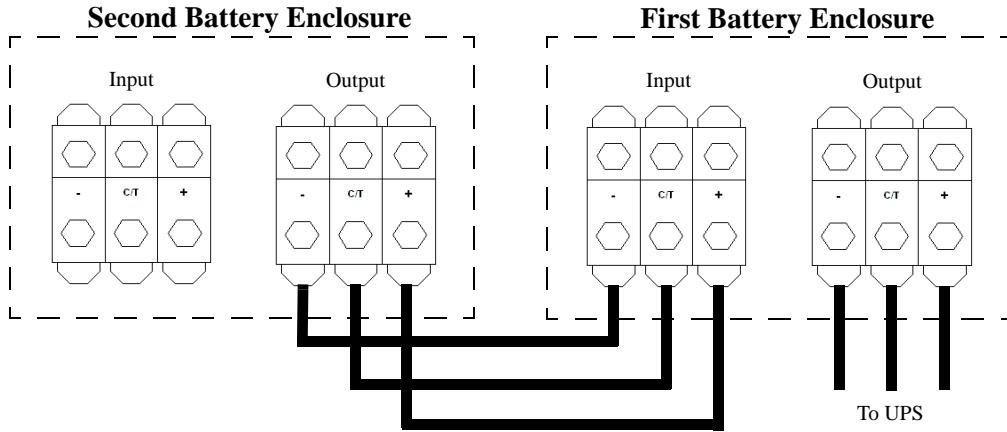 Second Battery Enclosure
First Battery Enclosure
Input
Output
Input
Output
- C/T +
- C/T +
- C/T +
- C/T +
To UPS